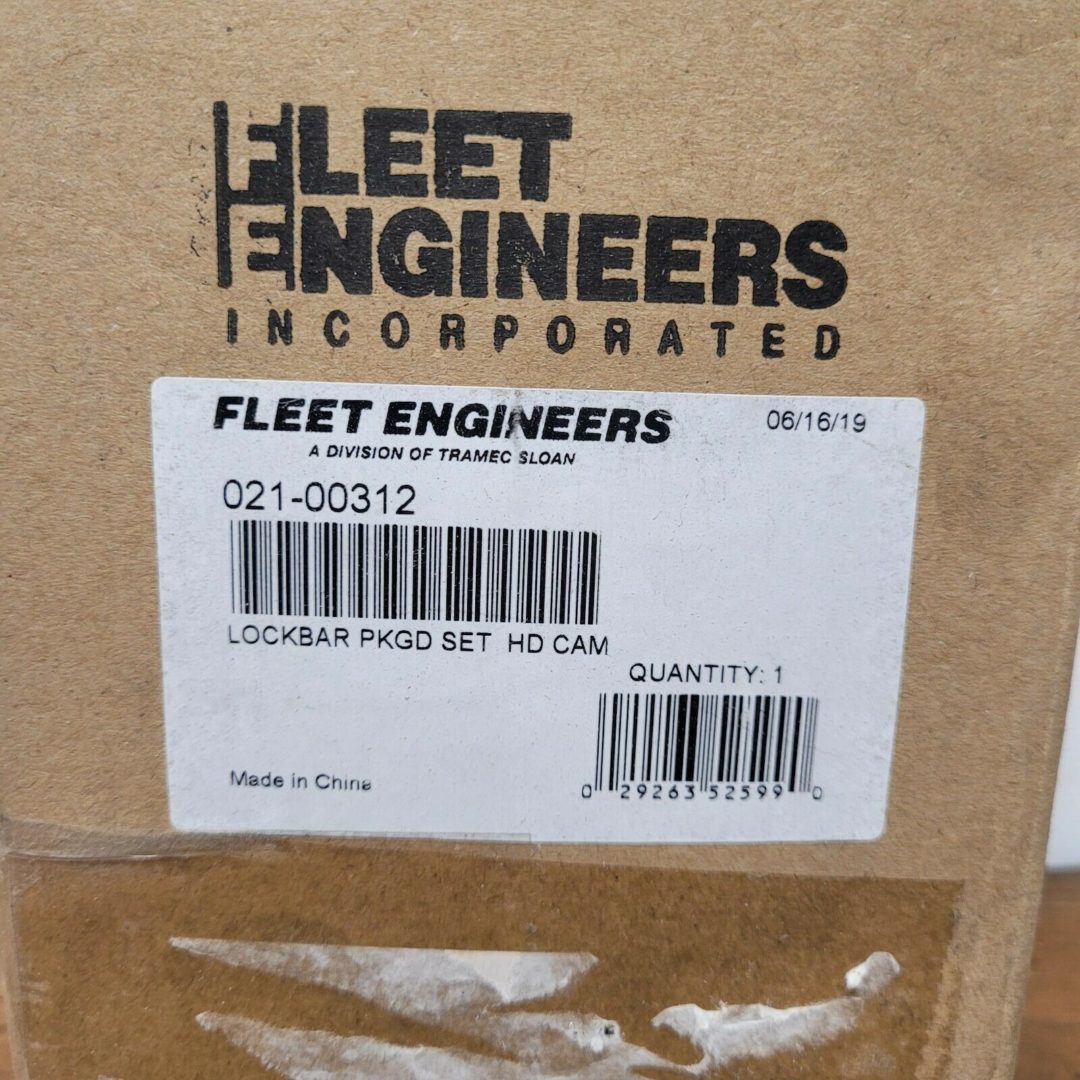 FLEET
ENGINEERS
INCORPORATED
FLEET ENGINEERS 06/16/19
A DIVISION OF TRAMEC SLOAN
021-00312
LOCKBAR PKGD SET HD CAM
QUANTITY: 1
Made in China
0 29263 52599 0